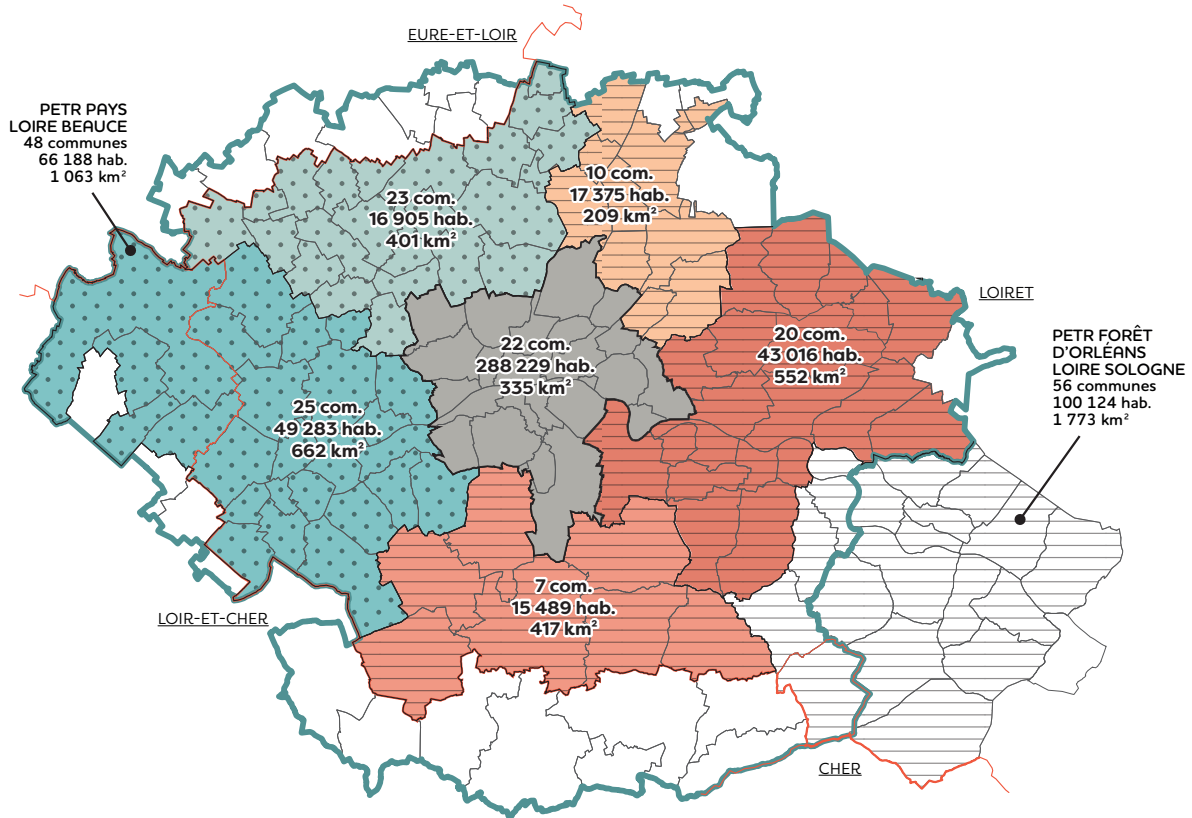 EURE-ET-LOIR
PETR PAYS
LOIRE BEAUCE
48 communes
66 188 hab.
1 063 km²
23 com.
16 905 hab.
401 km²
10 com.
17 375 hab.
209 km²
LOIRET
20 com.
43 016 hab.
552 km²
PETR FORÊT
D'ORLÉANS
LOIRE SOLOGNE
56 communes
100 124 hab.
1 773 km²
22 com.
288 229 hab.
335 km²
25 com.
49 283 hab.
662 km²
7 com.
15 489 hab.
417 km²
LOIR-ET-CHER
CHER